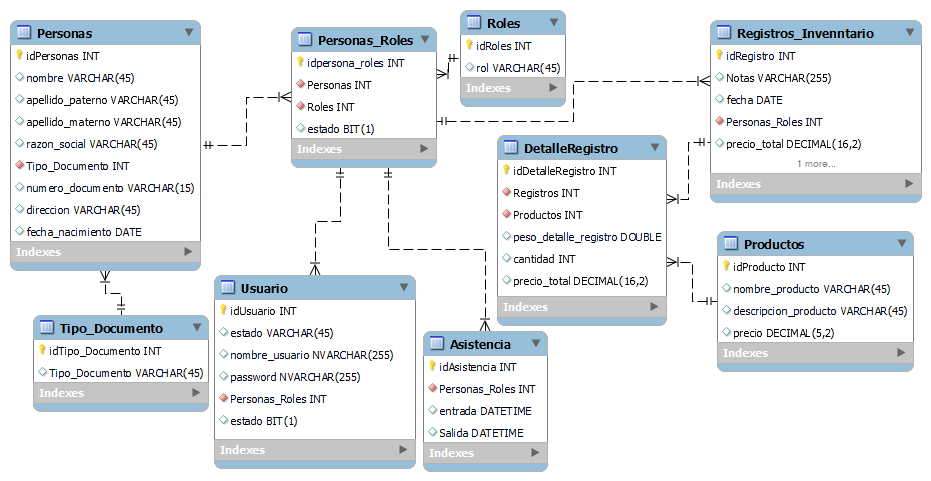 Personas
idPersonas INT
nombre VARCHAR(45)
apellido_paterno VARCHAR(45)
apellido_materno VARCHAR(45)
razon_social VARCHAR(45)
Tipo_Documento INT
numero_documento VARCHAR(15)
direccion VARCHAR(45)
fecha_nacimiento DATE
Indexes
Personas_Roles
idpersona_roles INT
Personas INT
Roles INT
estado BIT(1)
Indexes
Roles
idRoles INT
rol VARCHAR(45)
Indexes
Registros_Invenntario
idRegistro INT
Notas VARCHAR(255)
fecha DATE
Personas_Roles INT
precio_total DECIMAL(16,2)
1 more...
Indexes
DetalleRegistro
idDetalleRegistro INT
Registros INT
Productos INT
peso_detalle_registro DOUBLE
cantidad INT
precio_total DECIMAL(16,2)
Indexes
Productos
idProducto INT
nombre_producto VARCHAR(45)
descripcion_producto VARCHAR(45)
precio DECIMAL(5,2)
Indexes
Tipo_Documento
idTipo_Documento INT
Tipo_Documento VARCHAR(45)
Indexes
Usuario
idUsuario INT
estado VARCHAR(45)
nombre_usuario NVARCHAR(255)
password NVARCHAR(255)
Personas_Roles INT
estado BIT(1)
Indexes
Asistencia
idAsistencia INT
Personas_Roles INT
entrada DATETIME
Salida DATETIME
Indexes